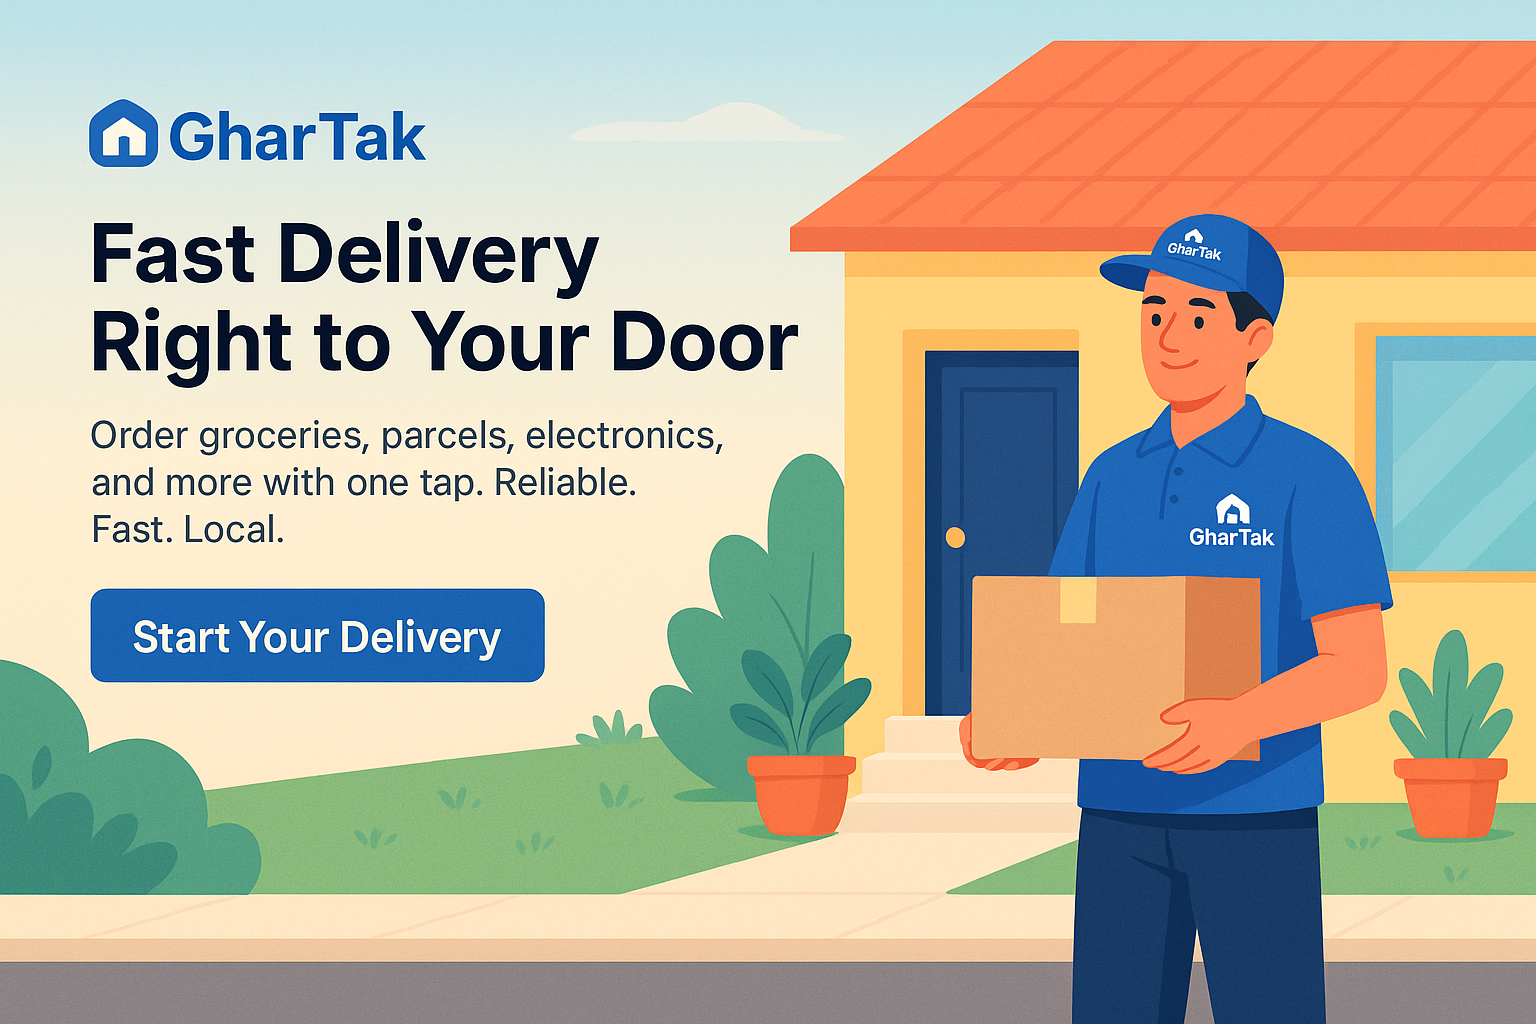 GharTak
Fast Delivery
Right to Your Door
Order groceries, parcels, electronics,
and more with one tap. Reliable.
Fast. Local.
Start Your Delivery
GharTak
GharTak